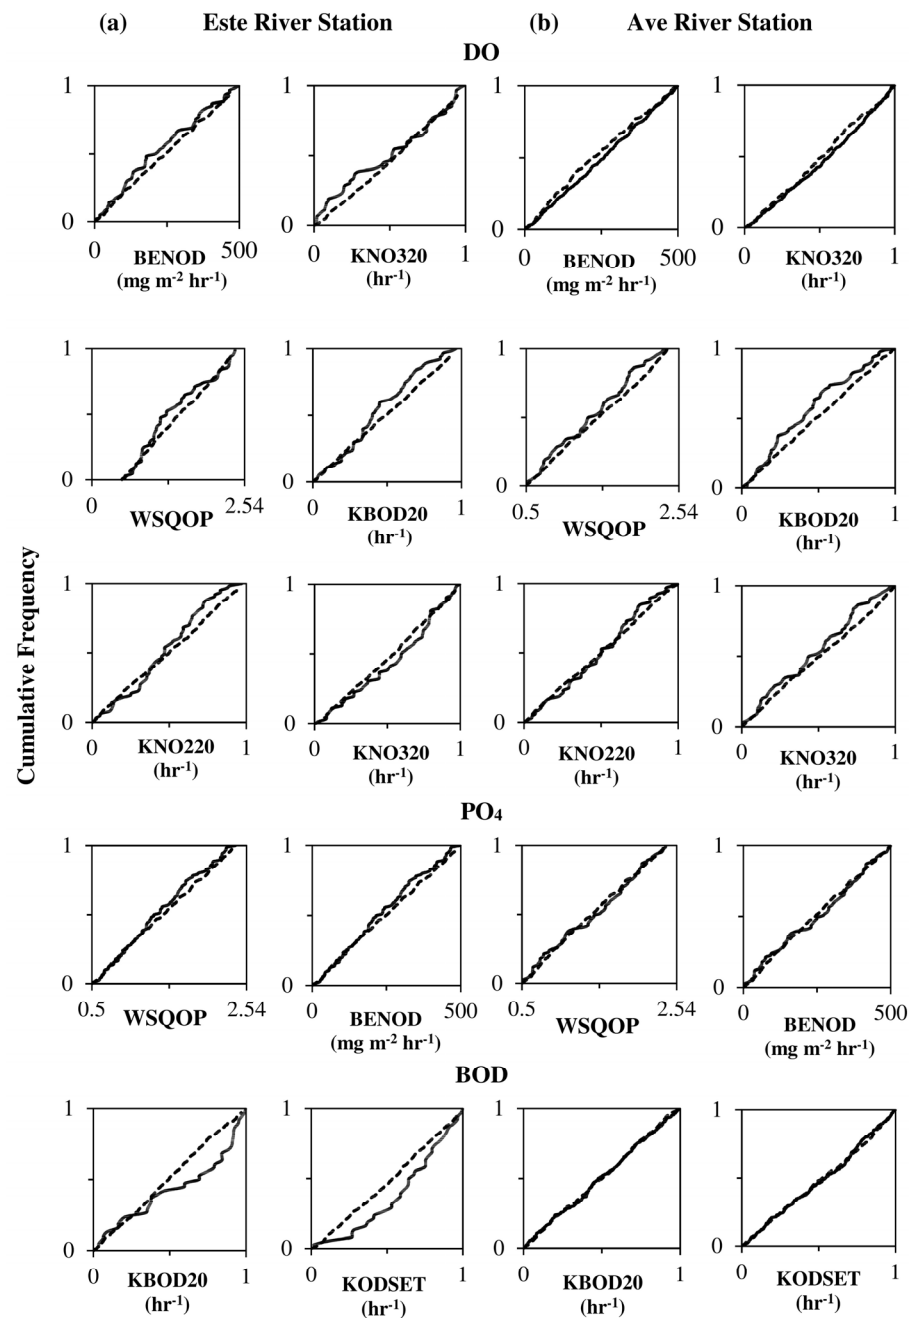 (a) Este River Station (b) Ave River Station
DO
Cumulative Frequency
1 1 1 1
0 0 0 0
0 500 0 1 0 500 0 1
BENOD KNO320 BENOD KNO320
(mg m-2 hr-1) (hr-1) (mg m-2 hr-1) (hr-1)
1 1 1 1
0 0 0 0
0 2.54 0 1 0.5 2.54 0 1
WSQOP KBOD20 WSQOP KBOD20
(hr-1) (hr-1)
1 1 1 1
0 0 0 0
0 1 0 1 0 1 0 1
KNO220 KNO320 KNO220 KNO320
(hr-1) (hr-1) (hr-1) (hr-1)
PO4
1 1 1 1
0 0 0 0
0.5 2.54 0 500 0.5 2.54 0 500
WSQOP BENOD WSQOP BENOD
(mg m-2 hr-1) (mg m-2 hr-1)
BOD
1 1 1 1
0 0 0 0
0 1 0 1 0 1 0 1
KBOD20 KODSET KBOD20 KODSET
(hr-1) (hr-1) (hr-1) (hr-1)